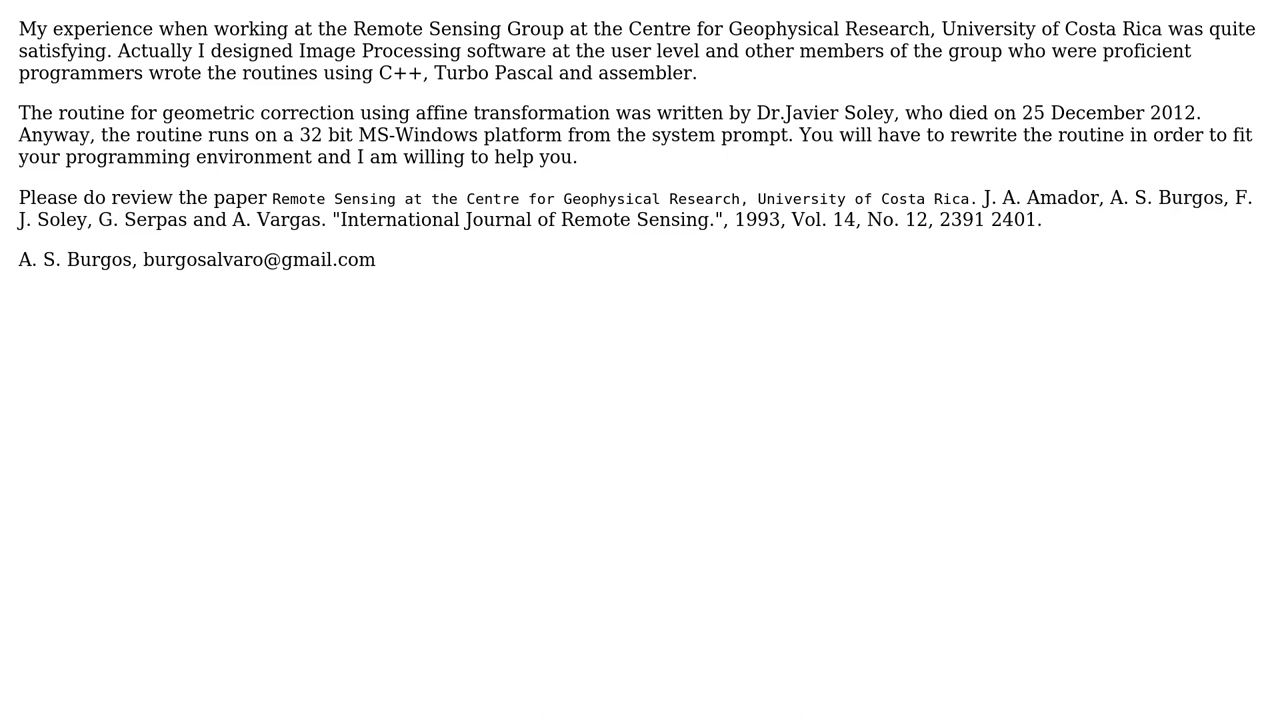 My experience when working at the Remote Sensing Group at the Centre for Geophysical Research, University of Costa Rica was quite
satisfying. Actually I designed Image Processing software at the user level and other members of the group who were proficient
programmers wrote the routines using C++, Turbo Pascal and assembler.
The routine for geometric correction using affine transformation was written by Dr.Javier Soley, who died on 25 December 2012.
Anyway, the routine runs on a 32 bit MS-Windows platform from the system prompt. You will have to rewrite the routine in order to fit
your programming environment and I am willing to help you.
Please do review the paper Remote Sensing at the Centre for Geophysical Research, University of Costa Rica. J. A. Amador, A. S. Burgos, F.
J. Soley, G. Serpas and A. Vargas. "International Journal of Remote Sensing.", 1993, Vol. 14, No. 12, 2391 2401.
A. S. Burgos, burgosalvaro@gmail.com